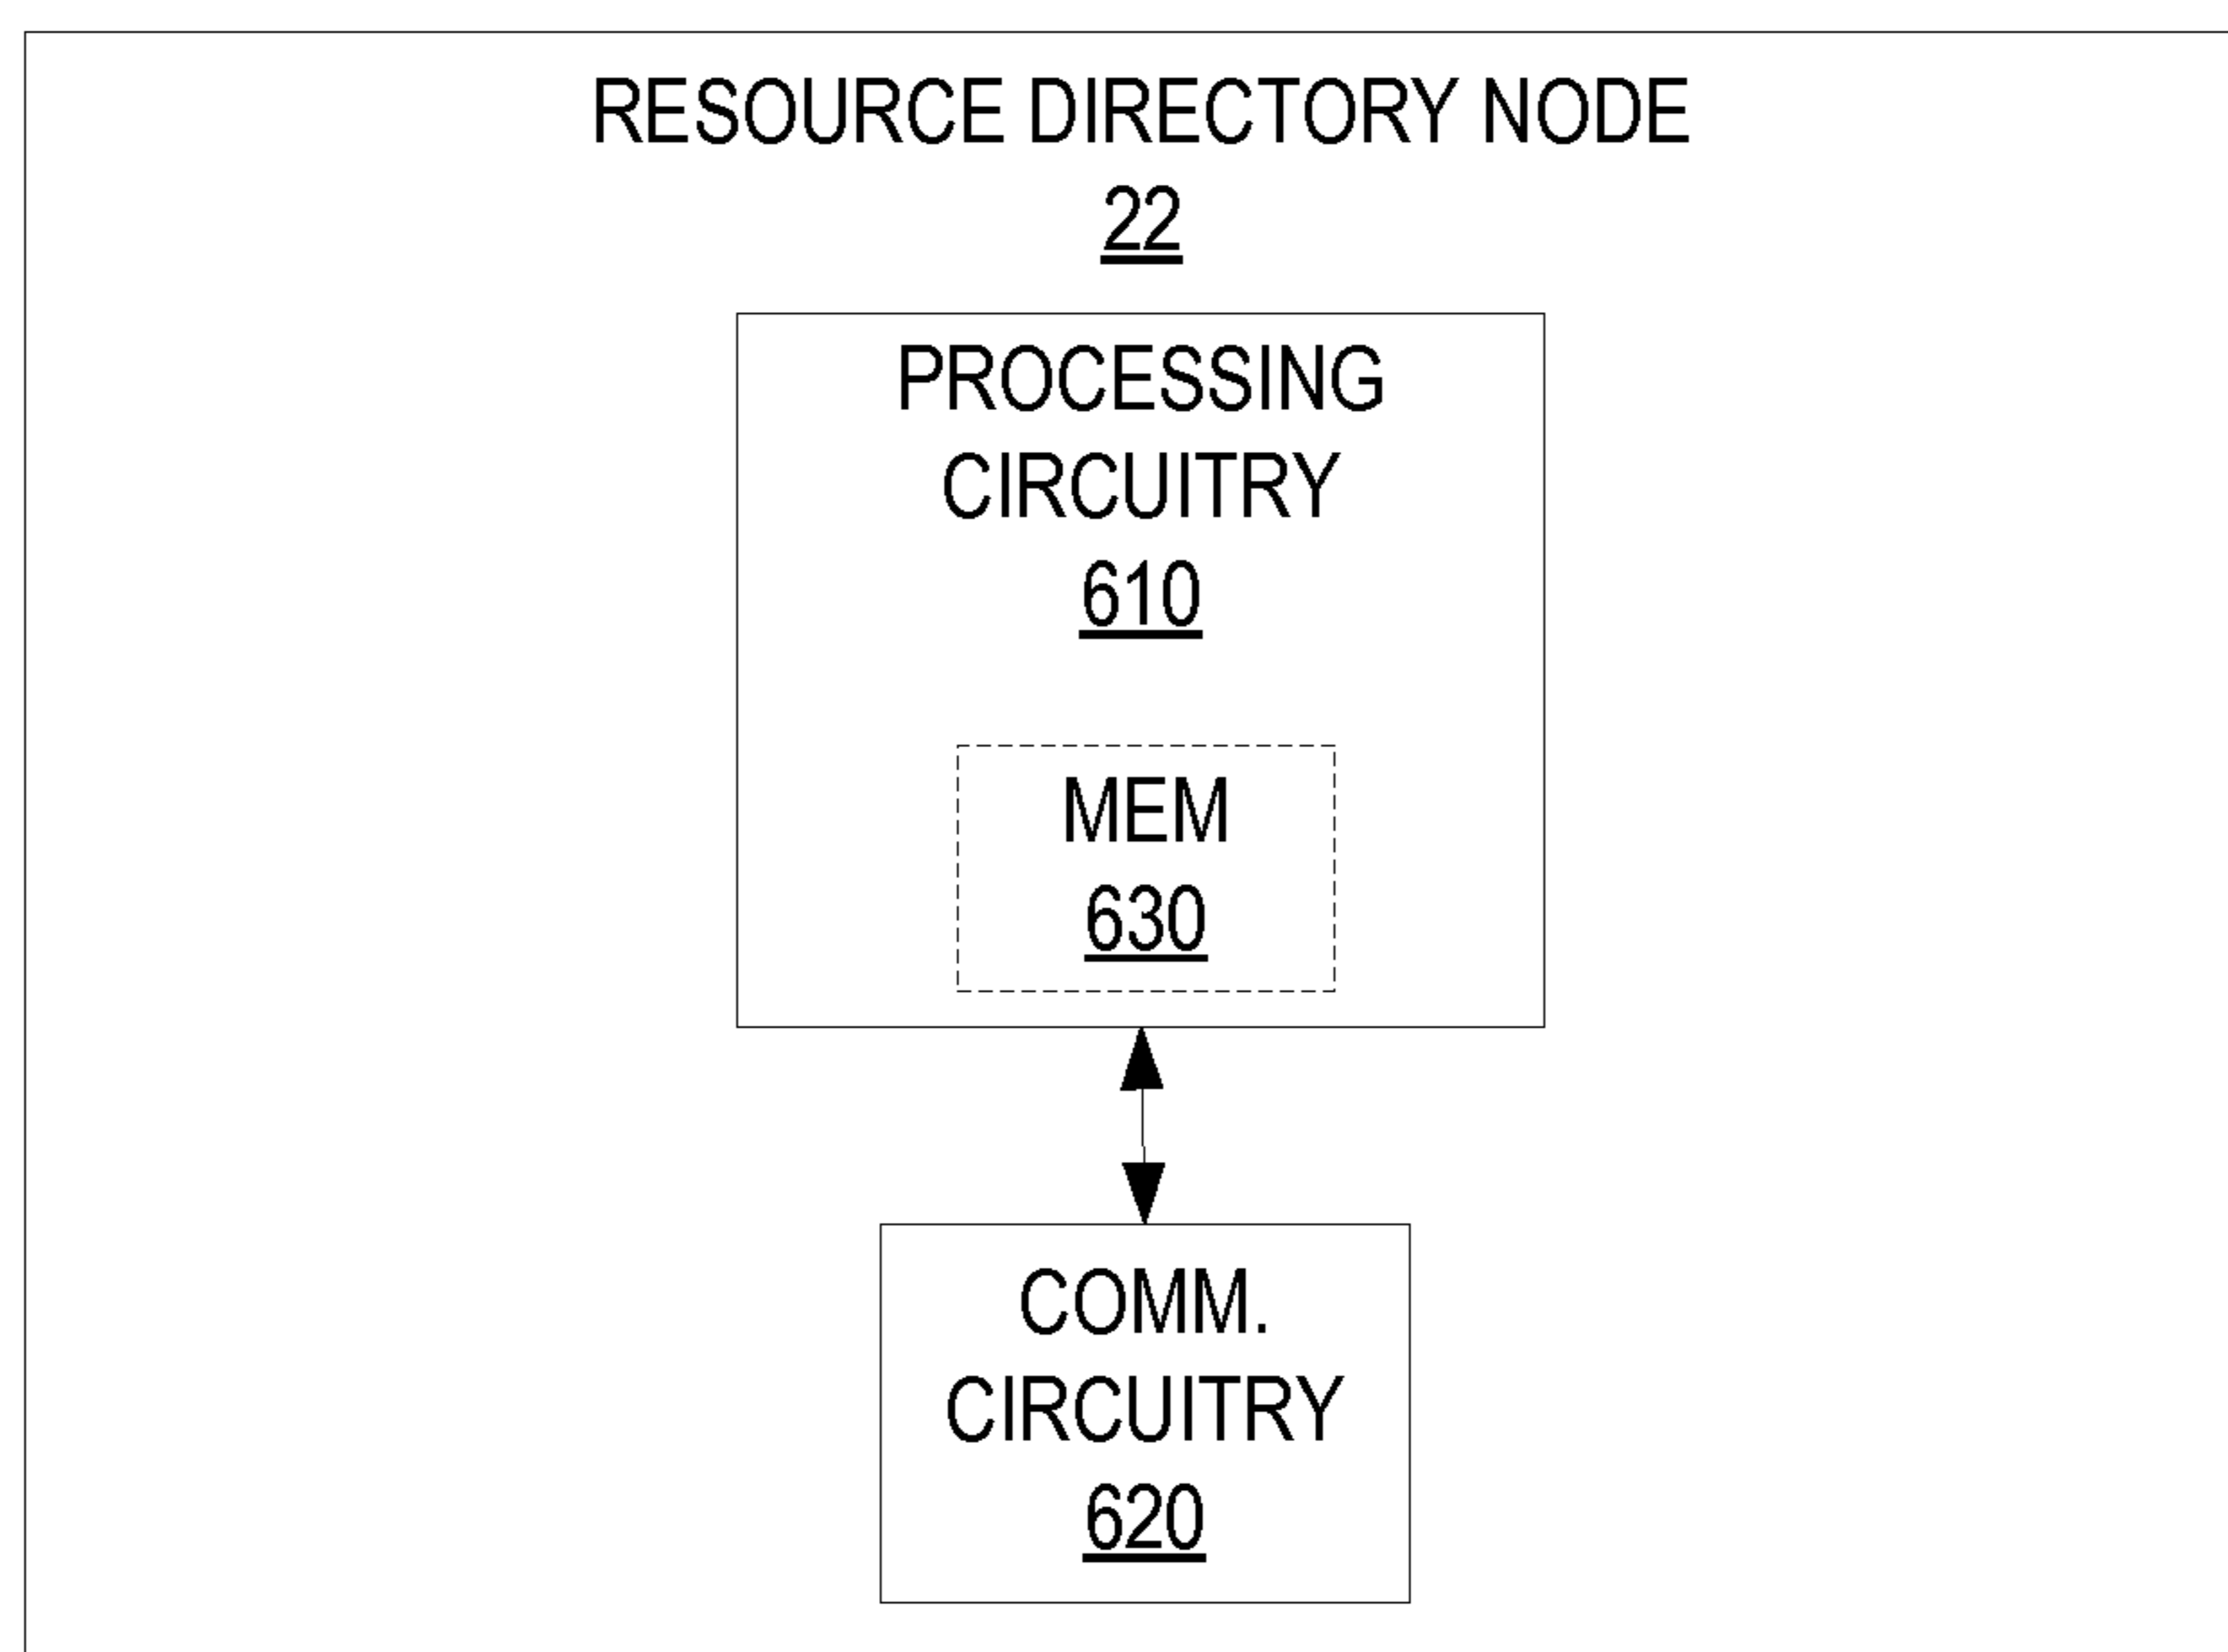 RESOURCE DIRECTORY NODE
22
PROCESSING
CIRCUITRY
610
MEM
630
COMM.
CIRCUITRY
620